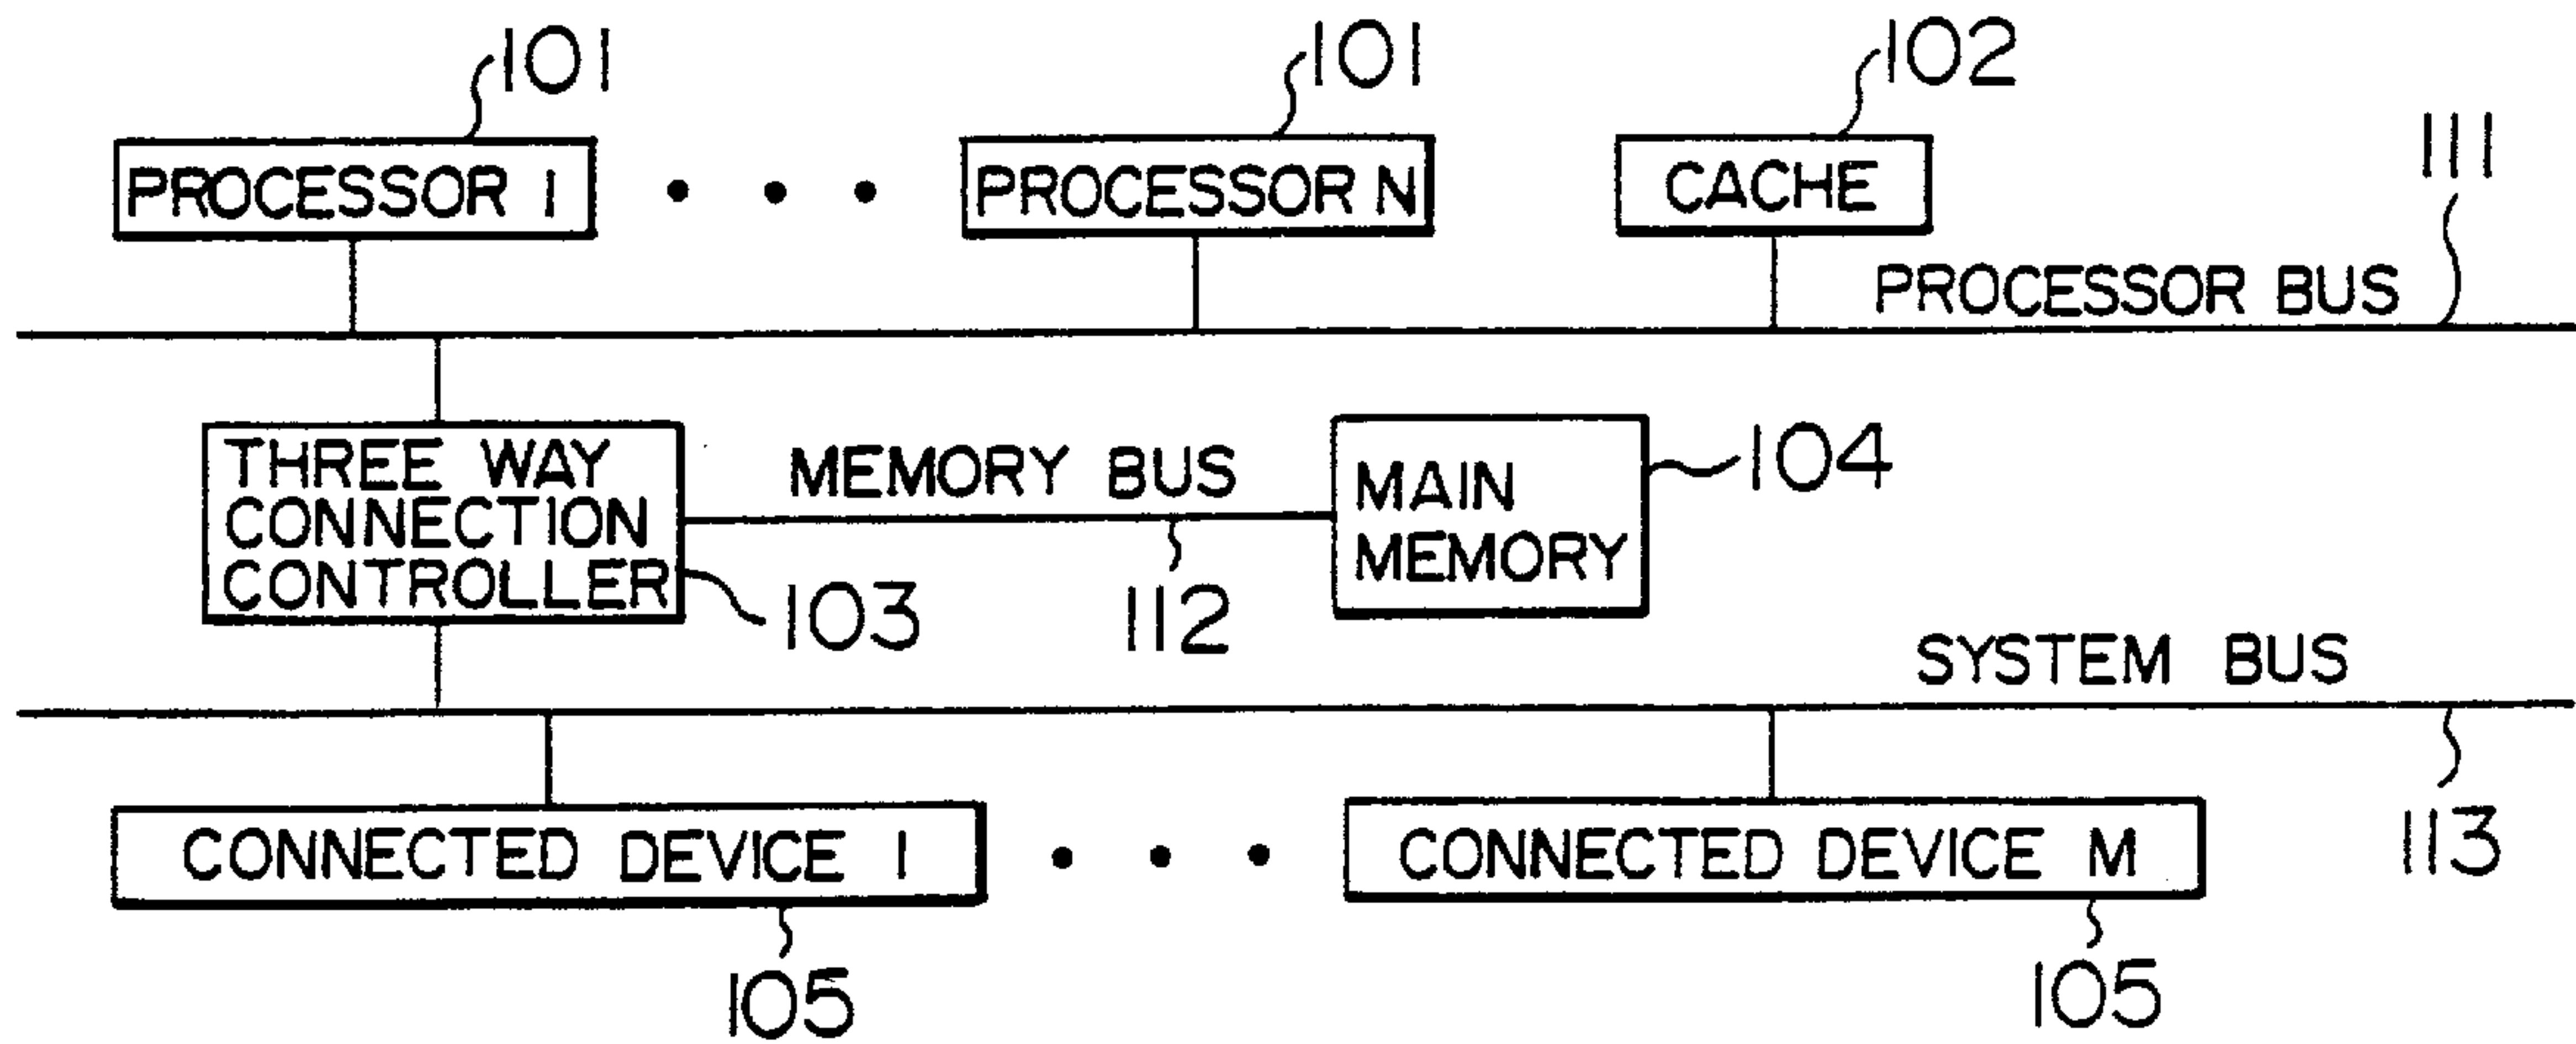 101
101
102
111
PROCESSOR 1
PROCESSOR N
CACHE
PROCESSOR BUS
THREE WAY
CONNECTION
CONTROLLER
103
MEMORY BUS
112
MAIN
MEMORY
104
SYSTEM BUS
113
CONNECTED DEVICE 1
CONNECTED DEVICE M
105
105